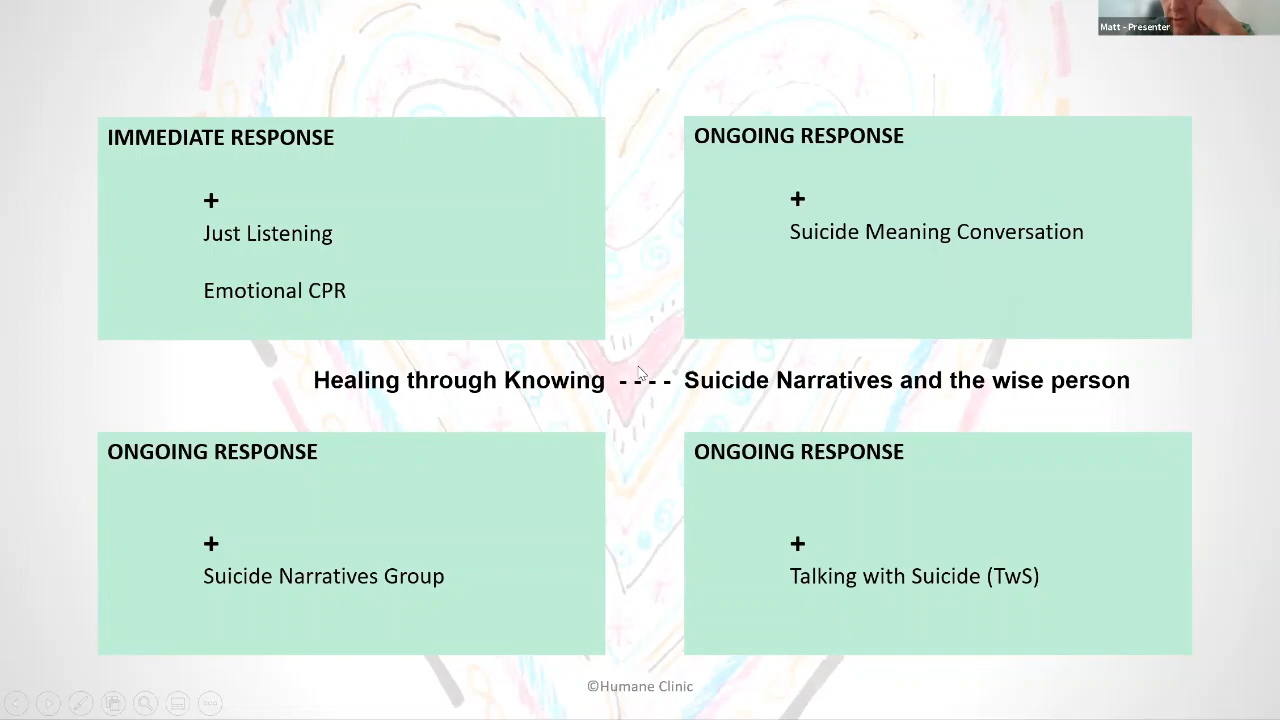 Matt - Presenter
IMMEDIATE RESPONSE
+
Just Listening
Emotional CPR
ONGOING RESPONSE
+
Suicide Meaning Conversation
Healing through Knowing - - - - Suicide Narratives and the wise person
ONGOING RESPONSE
+
Suicide Narratives Group
ONGOING RESPONSE
+
Talking with Suicide (TwS)
©Humane Clinic